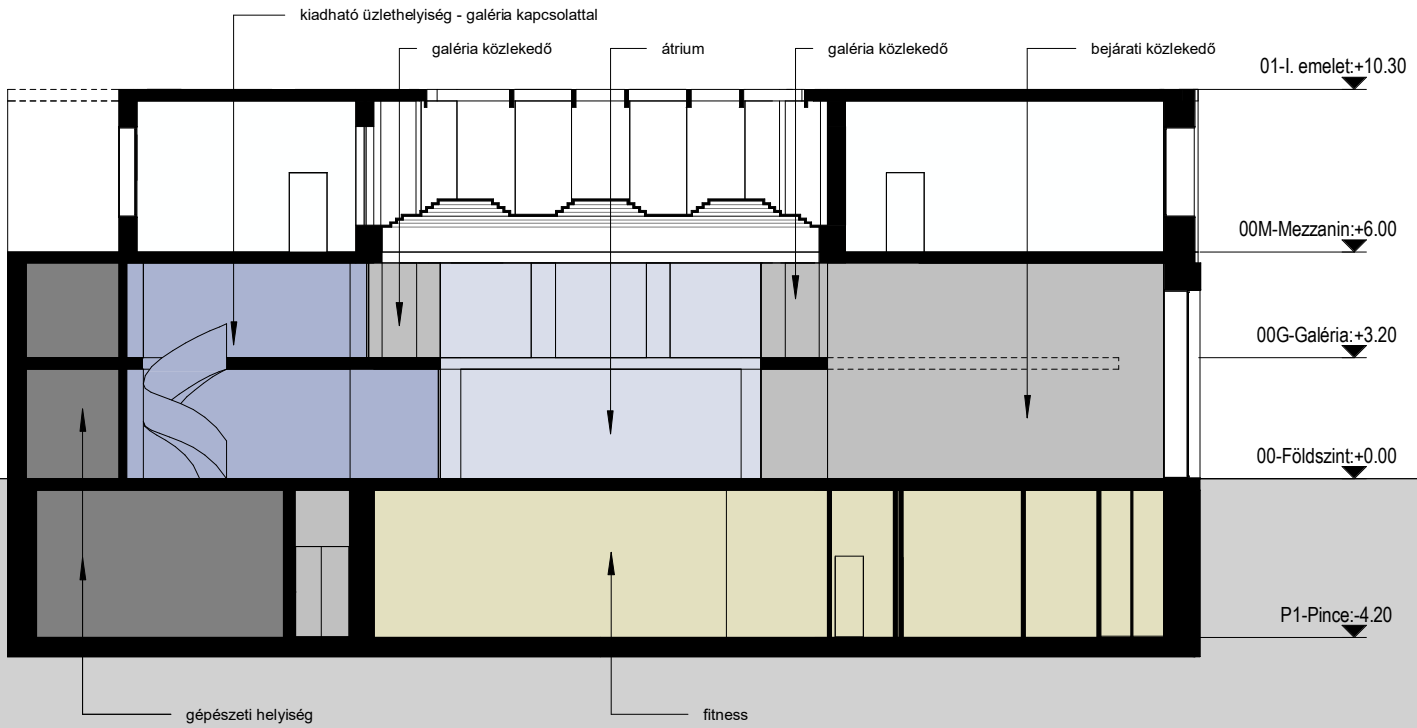 kiadható üzlethelyiség - galéria kapcsolattal
galéria közlekedő
átrium
galéria közlekedő
bejárati közlekedő
01-I. emelet:+10.30
00M-Mezzanin:+6.00
00G-Galéria:+3.20
00-Földszint:+0.00
P1-Pince:-4.20
gépészeti helyiség
fitness